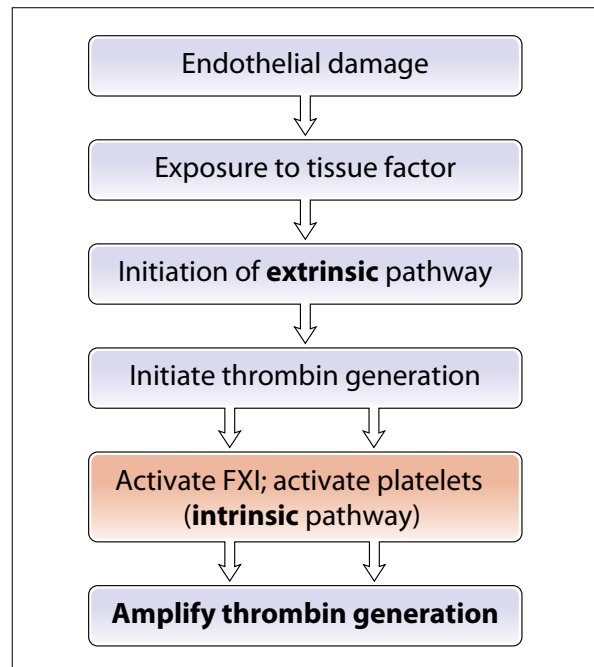 Endothelial damage
Exposure to tissue factor
Initiation of extrinsic pathway
Initiate thrombin generation
Activate FXI; activate platelets
(intrinsic pathway)
Amplify thrombin generation